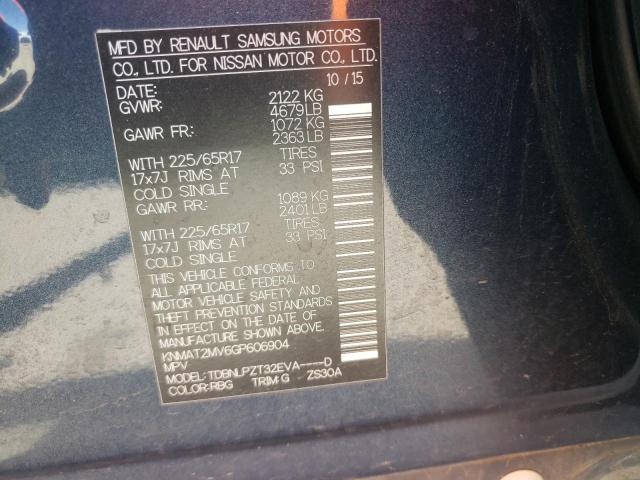 MFD BY RENAULT SAMSUNG MOTORS
CO., LTD. FOR NISSAN MOTOR CO., LTD.
DATE: 10/15
GVWR: 2122 KG
4679 LB
GAWR FR: 1072 KG
2363 LB
WITH 225/65R17 TIRES
17x7J RIMS AT 33 PSI
COLD SINGLE
GAWR RR: 1089 KG
2401 LB
WITH 225/65R17 TIRES
17x7J RIMS AT 33 PSI
COLD SINGLE
THIS VEHICLE CONFORMS TO
ALL APPLICABLE FEDERAL
MOTOR VEHICLE SAFETY AND
THEFT PREVENTION STANDARDS
IN EFFECT ON THE DATE OF
MANUFACTURE SHOWN ABOVE.
KNMAT2MV6GP606904
MPV
MODEL: TDBNLPZT32EVA----D
COLOR: RBG TRIM: G ZS30A